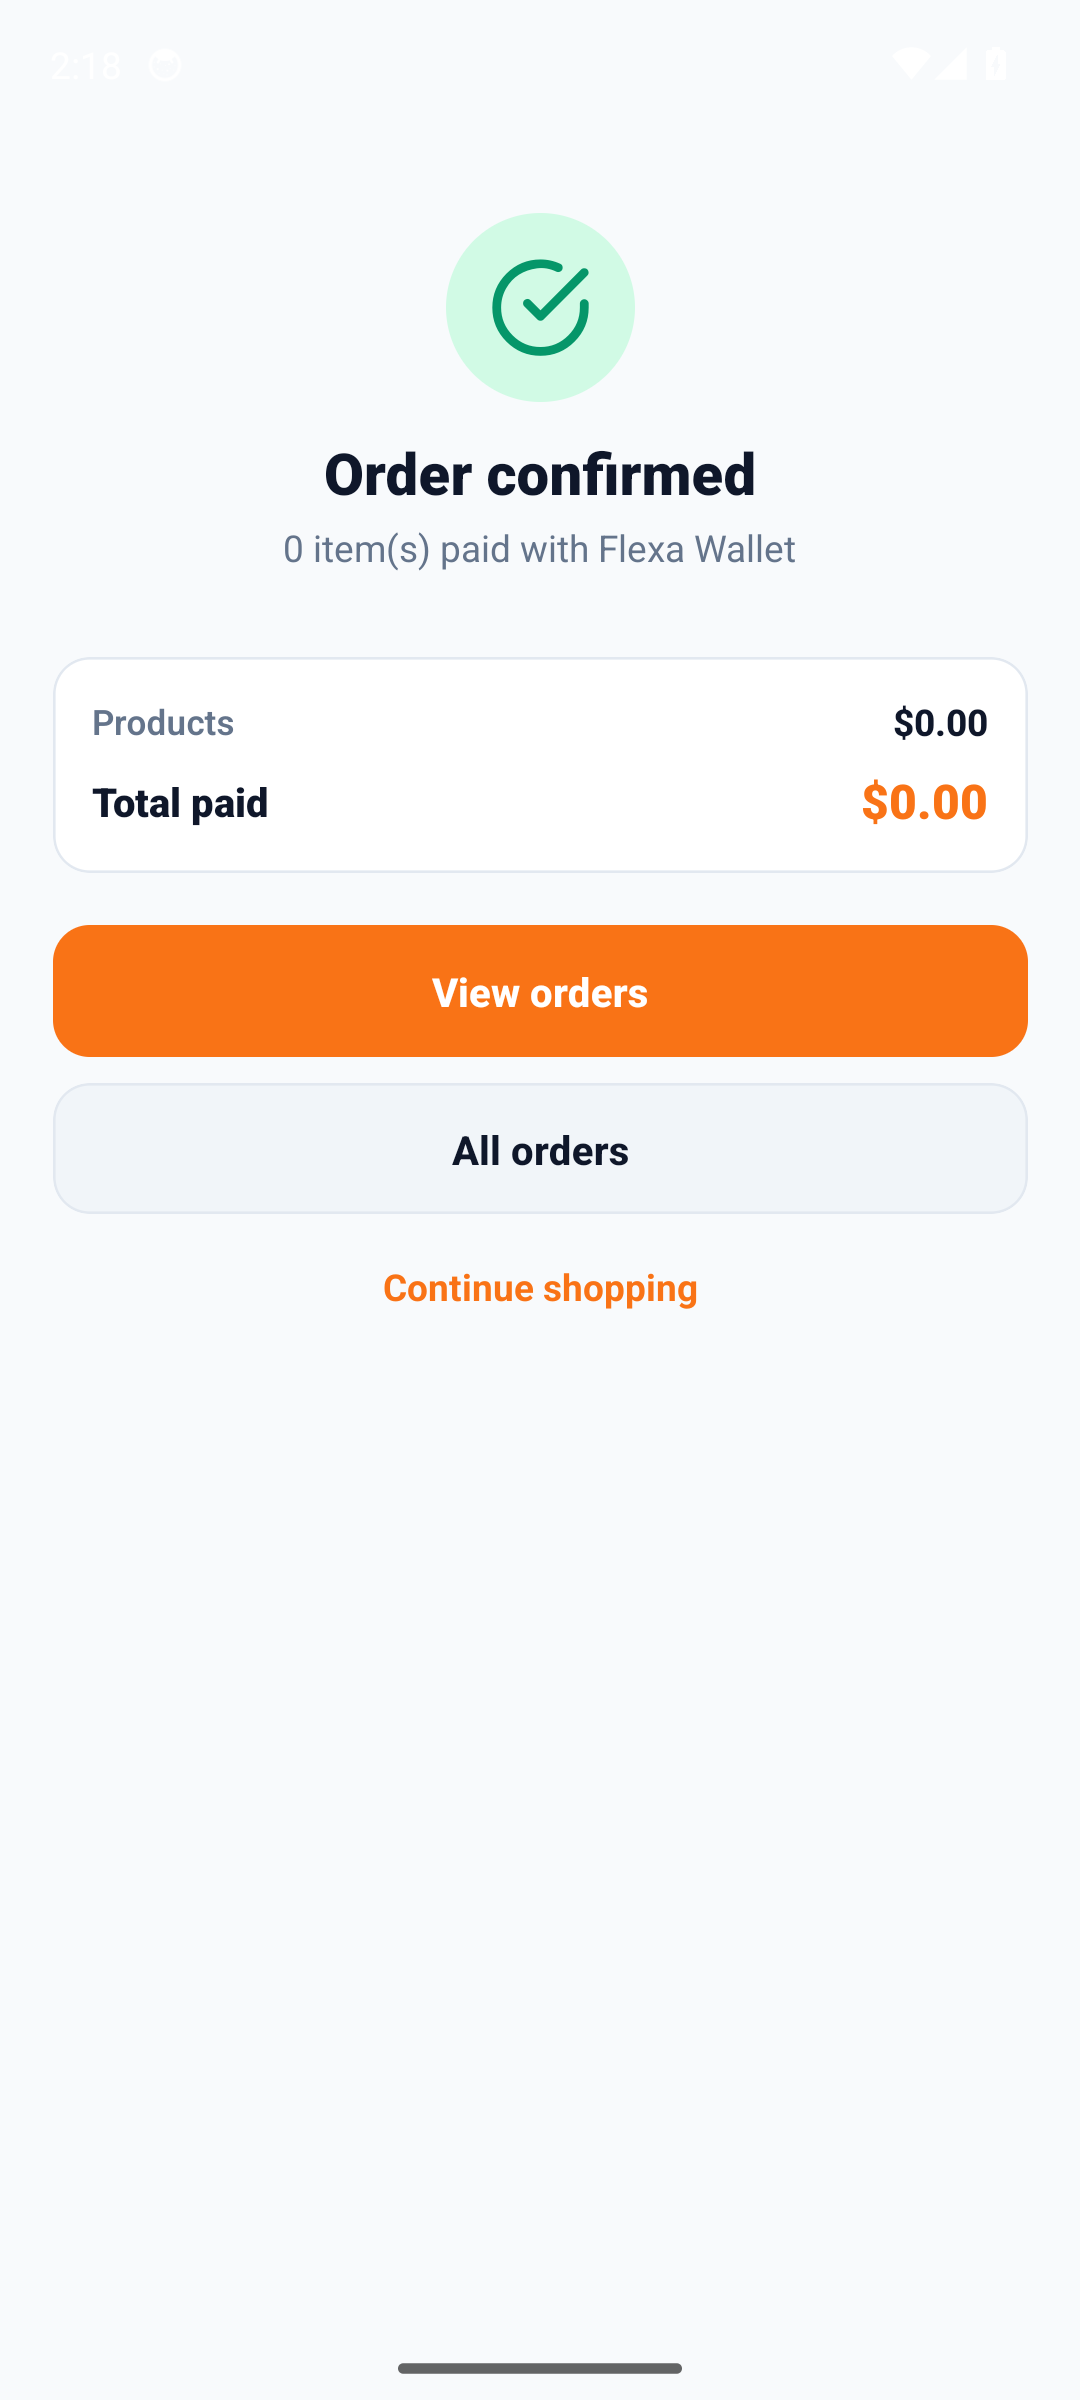 2:18
Order confirmed
0 item(s) paid with Flexa Wallet
Products $0.00
Total paid $0.00
View orders
All orders
Continue shopping